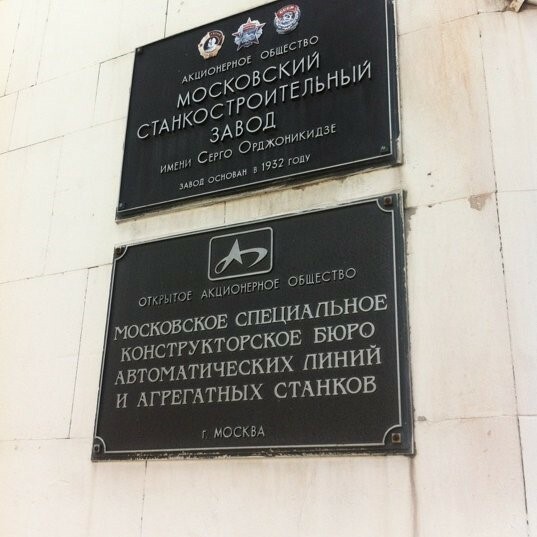 АКЦИОНЕРНОЕ ОБЩЕСТВО
МОСКОВСКИЙ
СТАНКОСТРОИТЕЛЬНЫЙ
ЗАВОД
ИМЕНИ СЕРГО ОРДЖОНИКИДЗЕ
ЗАВОД ОСНОВАН В 1932 ГОДУ
ОТКРЫТОЕ АКЦИОНЕРНОЕ ОБЩЕСТВО
МОСКОВСКОЕ СПЕЦИАЛЬНОЕ
КОНСТРУКТОРСКОЕ БЮРО
АВТОМАТИЧЕСКИХ ЛИНИЙ
И АГРЕГАТНЫХ СТАНКОВ
г. МОСКВА